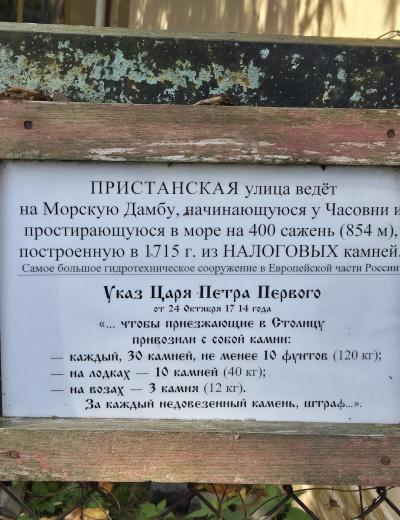 ПРИСТАНСКАЯ улица ведёт
на Морскую Дамбу, начинающуюся у Часовни и
простирающуюся в море на 400 сажень (854 м),
построенную в 1715 г. из НАЛОГОВЫХ камней.
Самое большое гидротехническое сооружение в Европейской части России
Указ Царя Петра Первого
от 24 Октября 17 14 года
«... чтобы приезжающие в Столицу
привозили с собой камни:
— каждый, 30 камней, не менее 10 фунтов (120 кг);
— на лодках — 10 камней (40 кг);
— на возах — 3 камня (12 кг).
За каждый недовезенный камень, штраф...».